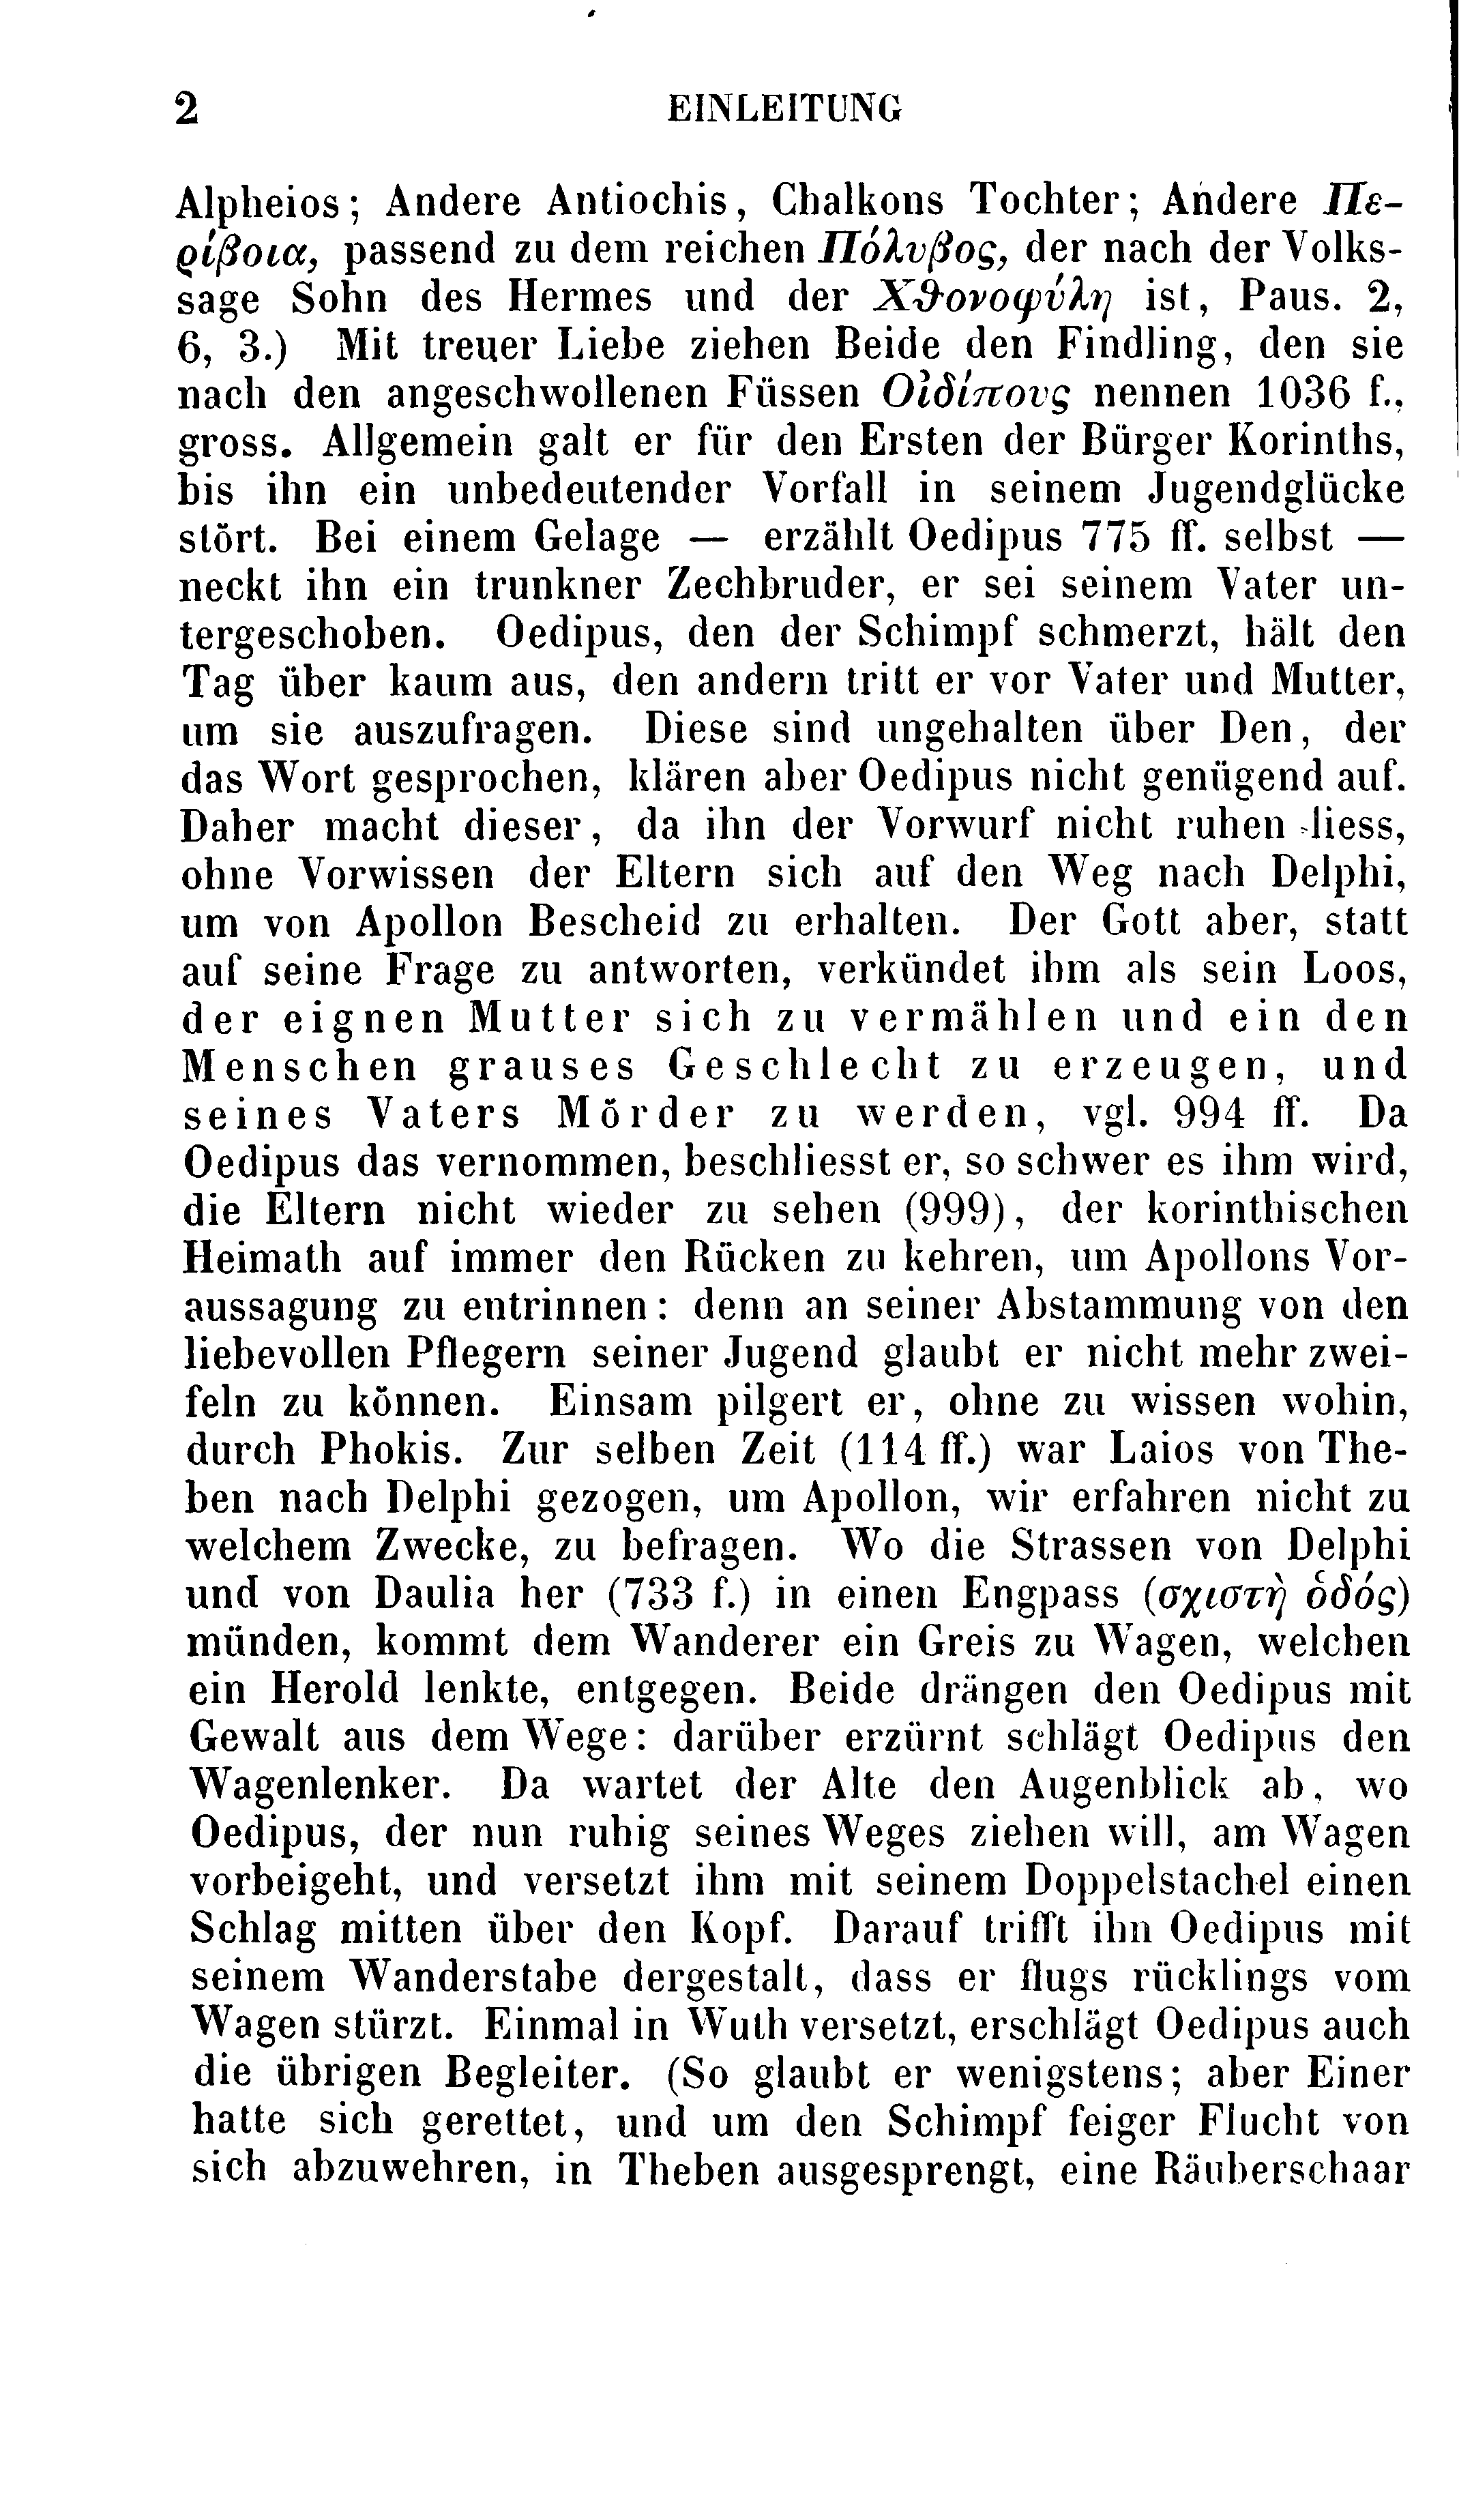 2 EINLEITUNG
Alpheios; Andere Antiochis, Chalkons Tochter; Andere Πε-
ρίβοια, passend zu dem reichen Πόλυβος, der nach der Volks-
sage Sohn des Hermes und der Χθονοφύλη ist, Paus. 2,
6, 3.) Mit treuer Liebe ziehen Beide den Findling, den sie
nach den angeschwollenen Füssen Οἰδίπους nennen 1036 f.,
gross. Allgemein galt er für den Ersten der Bürger Korinths,
bis ihn ein unbedeutender Vorfall in seinem Jugendglücke
stört. Bei einem Gelage — erzählt Oedipus 775 ff. selbst —
neckt ihn ein trunkner Zechbruder, er sei seinem Vater un-
tergeschoben. Oedipus, den der Schimpf schmerzt, hält den
Tag über kaum aus, den andern tritt er vor Vater und Mutter,
um sie auszufragen. Diese sind ungehalten über Den, der
das Wort gesprochen, klären aber Oedipus nicht genügend auf.
Daher macht dieser, da ihn der Vorwurf nicht ruhen liess,
ohne Vorwissen der Eltern sich auf den Weg nach Delphi,
um von Apollon Bescheid zu erhalten. Der Gott aber, statt
auf seine Frage zu antworten, verkündet ihm als sein Loos,
der eignen Mutter sich zu vermählen und ein den
Menschen grauses Geschlecht zu erzeugen, und
seines Vaters Mörder zu werden, vgl. 994 ff. Da
Oedipus das vernommen, beschliesst er, so schwer es ihm wird,
die Eltern nicht wieder zu sehen (999), der korinthischen
Heimath auf immer den Rücken zu kehren, um Apollons Vor-
aussagung zu entrinnen: denn an seiner Abstammung von den
liebevollen Pflegern seiner Jugend glaubt er nicht mehr zwei-
feln zu können. Einsam pilgert er, ohne zu wissen wohin,
durch Phokis. Zur selben Zeit (114 ff.) war Laios von The-
ben nach Delphi gezogen, um Apollon, wir erfahren nicht zu
welchem Zwecke, zu befragen. Wo die Strassen von Delphi
und von Daulia her (733 f.) in einen Engpass (σχιστὴ ὁδός)
münden, kommt dem Wanderer ein Greis zu Wagen, welchen
ein Herold lenkte, entgegen. Beide drängen den Oedipus mit
Gewalt aus dem Wege: darüber erzürnt schlägt Oedipus den
Wagenlenker. Da wartet der Alte den Augenblick ab, wo
Oedipus, der nun ruhig seines Weges ziehen will, am Wagen
vorbeigeht, und versetzt ihm mit seinem Doppelstachel einen
Schlag mitten über den Kopf. Darauf trifft ihn Oedipus mit
seinem Wanderstabe dergestalt, dass er flugs rücklings vom
Wagen stürzt. Einmal in Wuth versetzt, erschlägt Oedipus auch
die übrigen Begleiter. (So glaubt er wenigstens; aber Einer
hatte sich gerettet, und um den Schimpf feiger Flucht von
sich abzuwehren, in Theben ausgesprengt, eine Räuberschaar